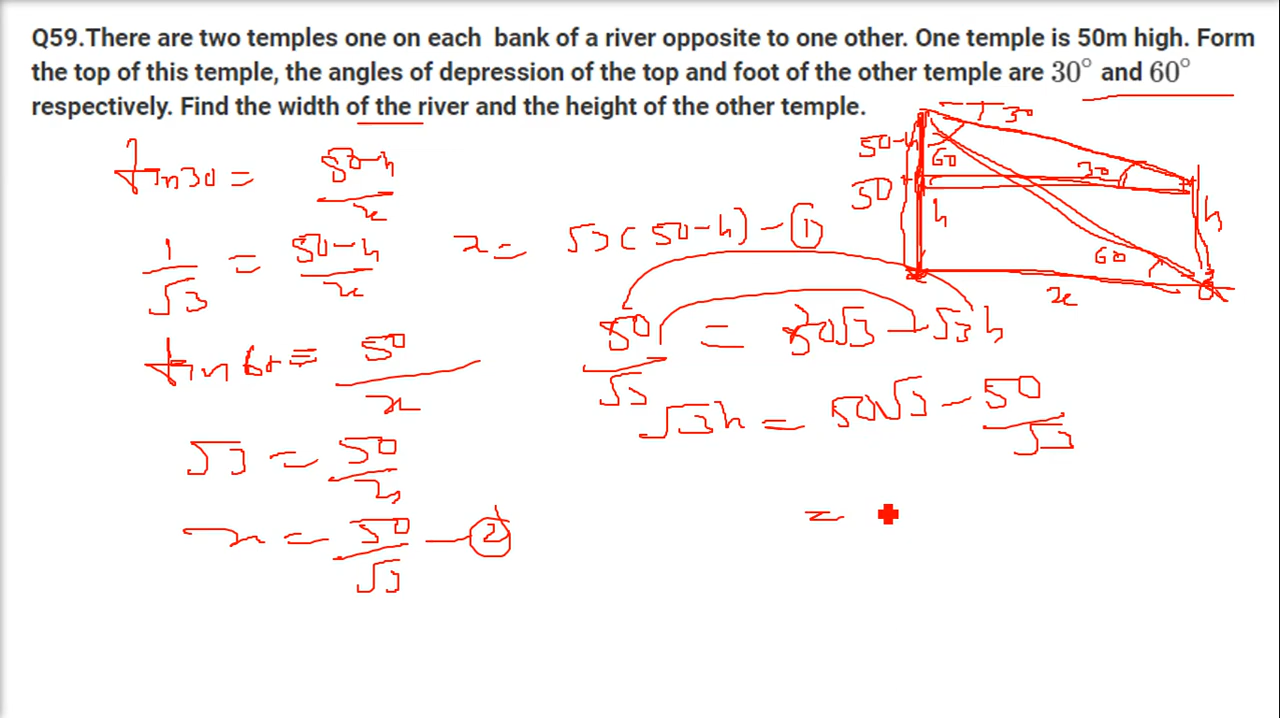 Q59.There are two temples one on each bank of a river opposite to one other. One temple is 50m high. Form
the top of this temple, the angles of depression of the top and foot of the other temple are 30° and 60°
respectively. Find the width of the river and the height of the other temple.
tan30 = 50-h/x
1/√3 = 50-h/x
x = √3(50-h) - ①
tan60 = 50/x
√3 = 50/x
x = 50/√3 - ②
50/√3 = 50√3 - √3h
√3h = 50√3 - 50/√3
=
30
50-h
60
30
50
h
h
60
x